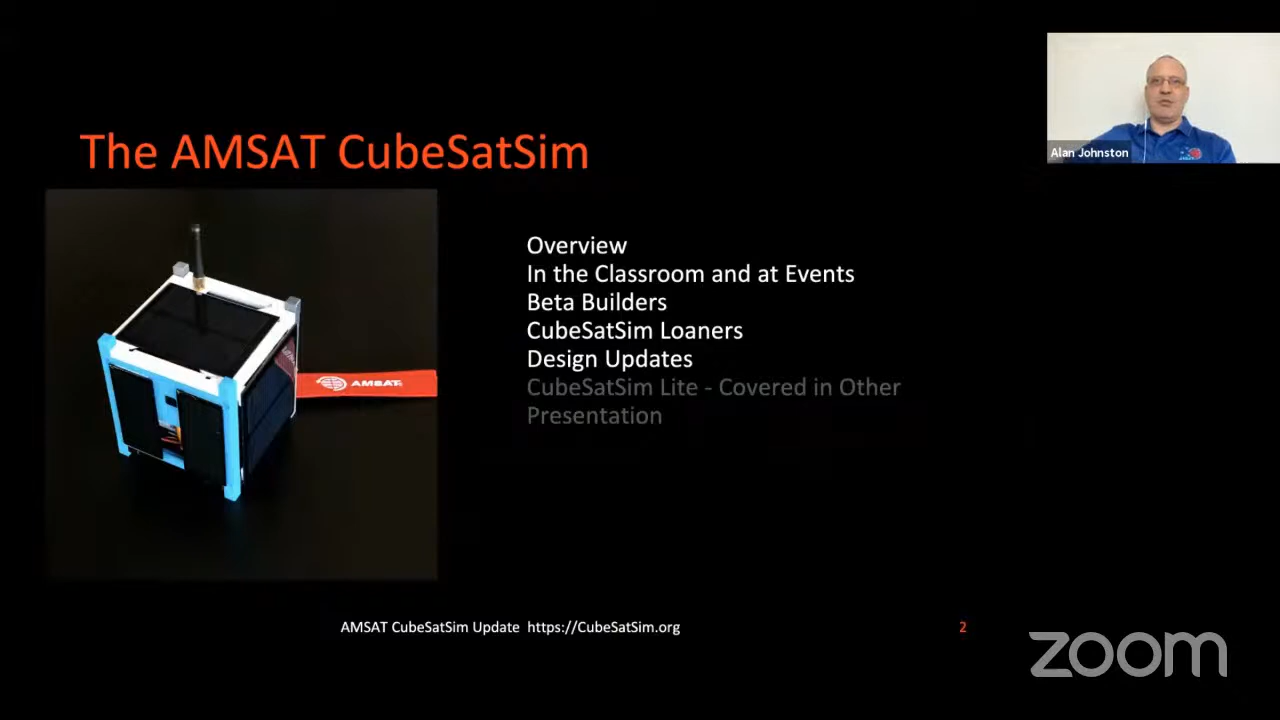 The AMSAT CubeSatSim
Alan Johnston
Overview
In the Classroom and at Events
Beta Builders
CubeSatSim Loaners
Design Updates
CubeSatSim Lite - Covered in Other
Presentation
AMSAT
AMSAT CubeSatSim Update https://CubeSatSim.org
2
zoom